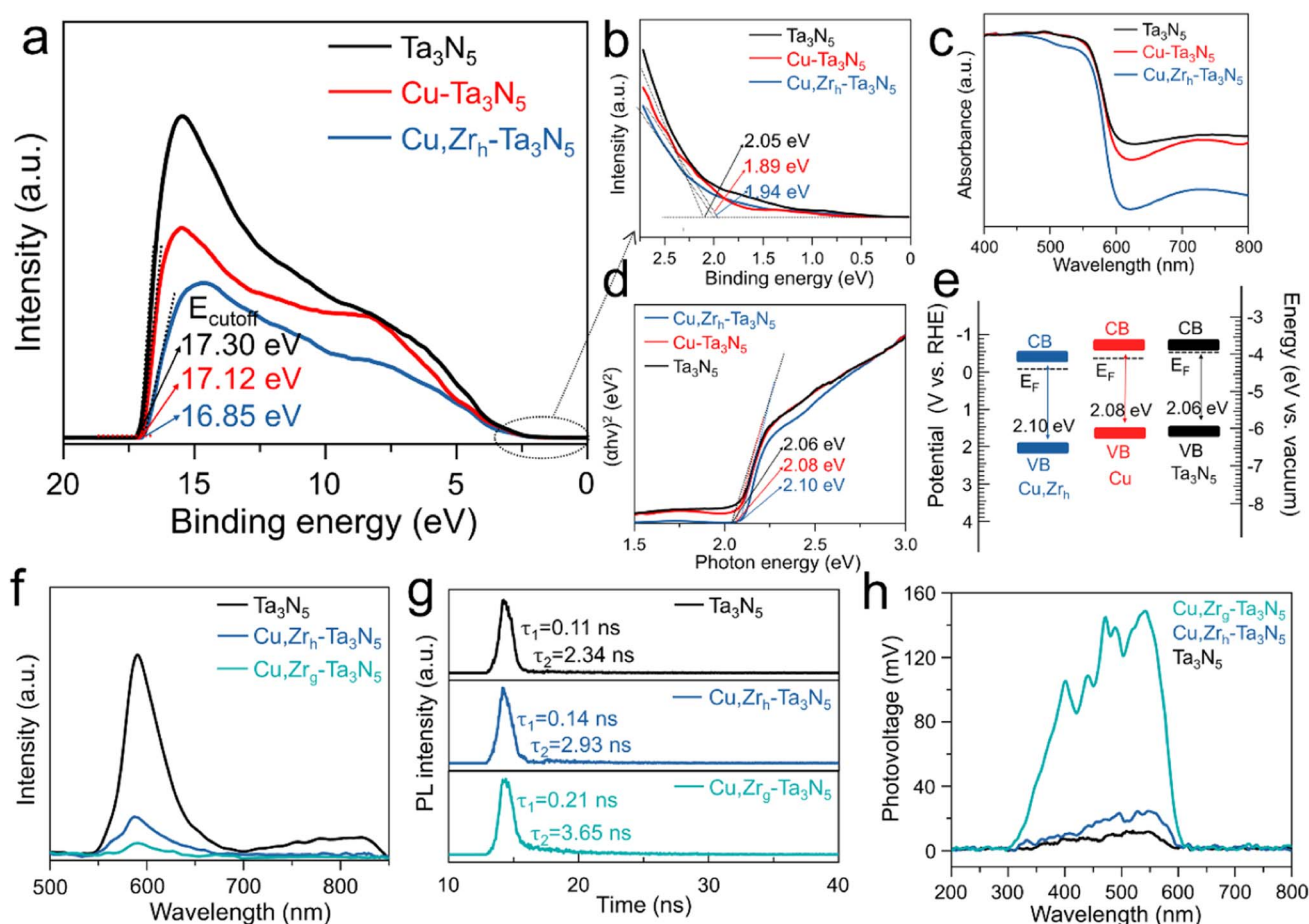 a
Ta₃N₅
Cu-Ta₃N₅
Cu,Zrₕ-Ta₃N₅
E_cutoff
17.30 eV
17.12 eV
16.85 eV
Intensity (a.u.)
20 15 10 5 0
Binding energy (eV)
b
Ta₃N₅
Cu-Ta₃N₅
Cu,Zrₕ-Ta₃N₅
2.05 eV
1.89 eV
1.94 eV
Intensity (a.u.)
2.5 2.0 1.5 1.0 0.5 0
Binding energy (eV)
c
Ta₃N₅
Cu-Ta₃N₅
Cu,Zrₕ-Ta₃N₅
Absorbance (a.u.)
400 500 600 700 800
Wavelength (nm)
d
Cu,Zrₕ-Ta₃N₅
Cu-Ta₃N₅
Ta₃N₅
2.06 eV
2.08 eV
2.10 eV
(αhv)² (eV²)
1.5 2.0 2.5 3.0
Photon energy (eV)
e
Potential (V vs. RHE)
-1
0
1
2
3
4
CB CB CB
E_F E_F E_F
2.10 eV 2.08 eV 2.06 eV
VB VB VB
Cu,Zrₕ Cu Ta₃N₅
-3
-4
-5
-6
-7
-8
Energy (eV vs. vacuum)
f
Ta₃N₅
Cu,Zrₕ-Ta₃N₅
Cu,Zr_g-Ta₃N₅
Intensity (a.u.)
500 600 700 800
Wavelength (nm)
g
Ta₃N₅
τ₁=0.11 ns
τ₂=2.34 ns
Cu,Zrₕ-Ta₃N₅
τ₁=0.14 ns
τ₂=2.93 ns
Cu,Zr_g-Ta₃N₅
τ₁=0.21 ns
τ₂=3.65 ns
PL intensity (a.u.)
10 20 30 40
Time (ns)
h
Cu,Zr_g-Ta₃N₅
Cu,Zrₕ-Ta₃N₅
Ta₃N₅
Photovoltage (mV)
160
120
80
40
0
200 300 400 500 600 700 800
Wavelength (nm)